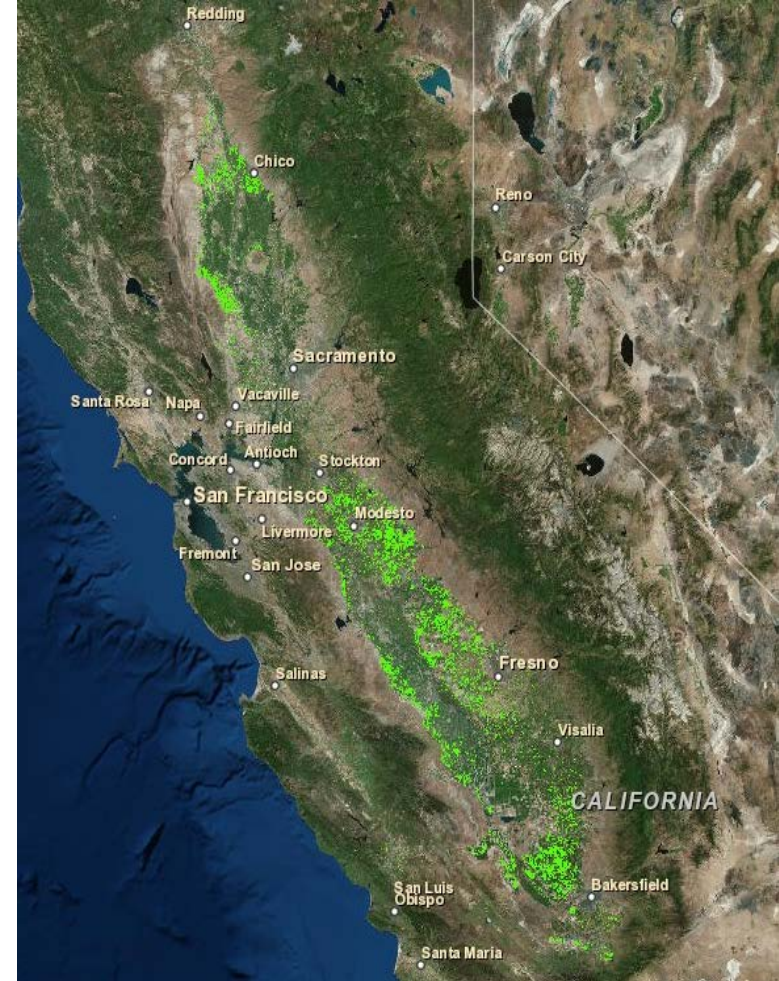 Redding
Chico
Reno
Carson City
Sacramento
Santa Rosa
Napa
Vacaville
Fairfield
Concord
Antioch
Stockton
San Francisco
Modesto
Livermore
Fremont
San Jose
Salinas
Fresno
Visalia
CALIFORNIA
San Luis
Obispo
Bakersfield
Santa Maria